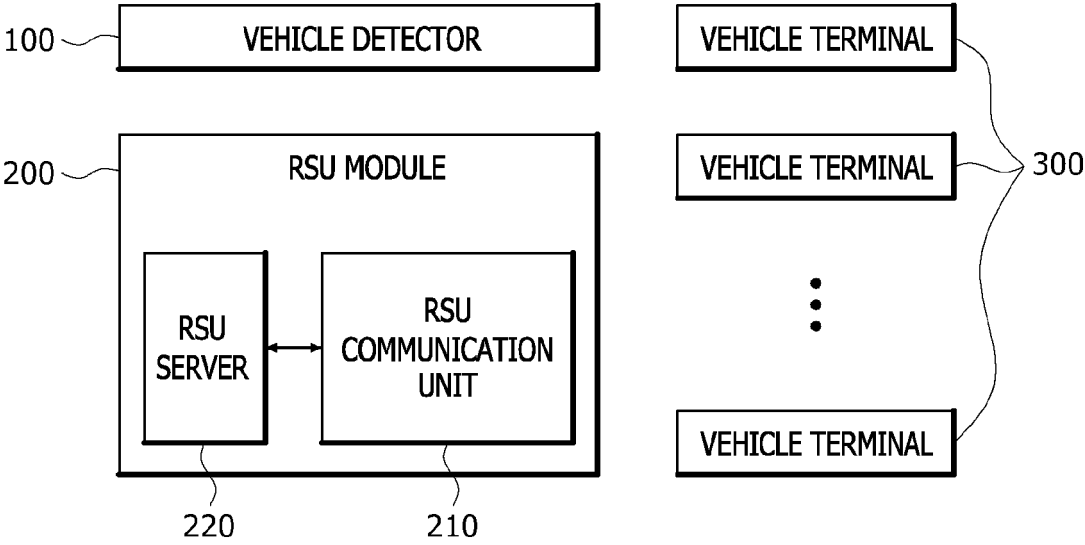 100
VEHICLE DETECTOR
VEHICLE TERMINAL
200
RSU MODULE
VEHICLE TERMINAL
300
RSU
SERVER
RSU
COMMUNICATION
UNIT
VEHICLE TERMINAL
220
210